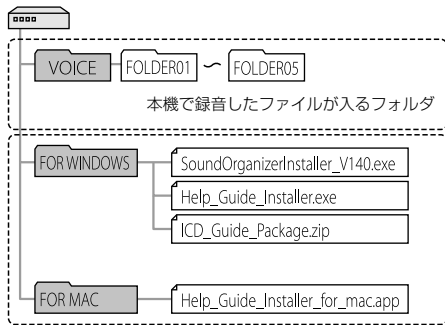 VOICE FOLDER01 〜 FOLDER05
本機で録音したファイルが入るフォルダ
FOR WINDOWS SoundOrganizerInstaller_V140.exe
Help_Guide_Installer.exe
ICD_Guide_Package.zip
FOR MAC Help_Guide_Installer_for_mac.app